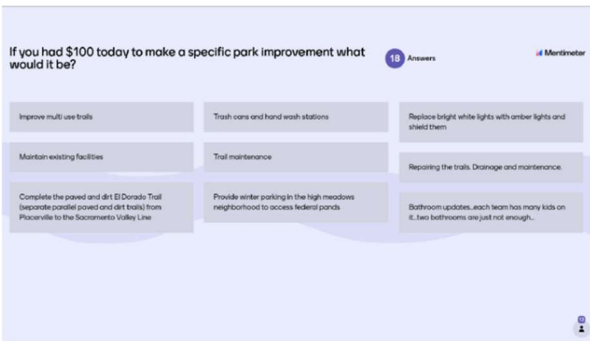 If you had $100 today to make a specific park improvement what
would it be?
18 Answers
Mentimeter
Improve multi use trails
Trash cans and hand wash stations
Replace bright white lights with amber lights and
shield them
Maintain existing facilities
Trail maintenance
Repairing the trails. Drainage and maintenance.
Complete the paved and dirt El Dorado Trail
(separate parallel paved and dirt trails) from
Placerville to the Sacramento Valley Line
Provide winter parking in the high meadows
neighborhood to access federal pands
Bathroom updates..each team has many kids on
it..two bathrooms are just not enough..